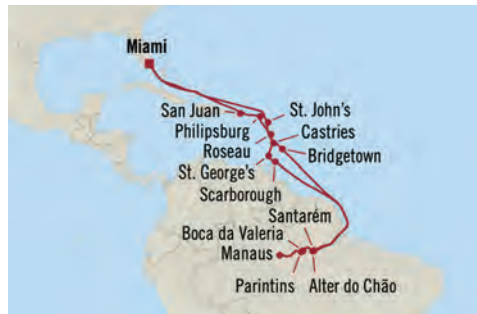 Miami
San Juan
St. John's
Philipsburg
Castries
Roseau
Bridgetown
St. George's
Scarborough
Santarém
Boca da Valeria
Manaus
Parintins
Alter do Chão